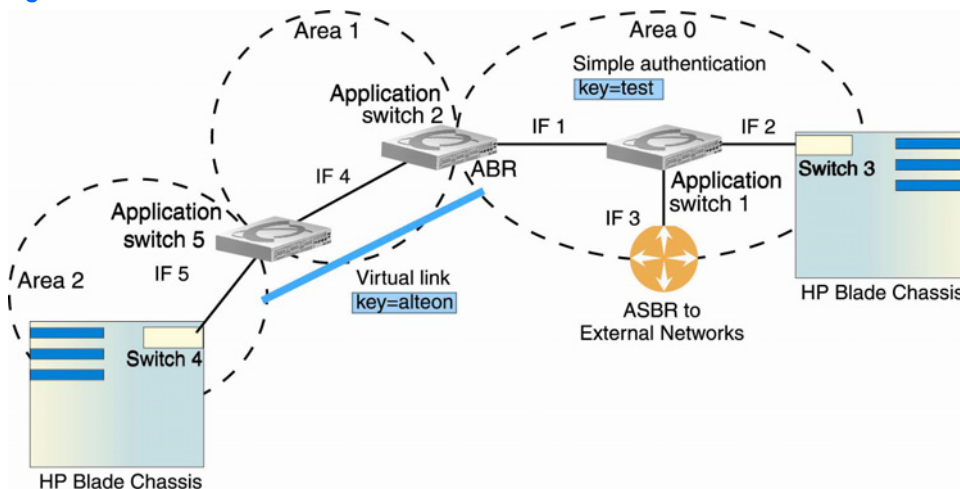 Area 1
Area 0
Simple authentication
key=test
Application
switch 2
IF 1
IF 2
ABR
Switch 3
Application
switch 1
IF 4
IF 3
Application
switch 5
IF 5
Area 2
Virtual link
key=alteon
ASBR to
External Networks
HP Blade Chassis
Switch 4
HP Blade Chassis